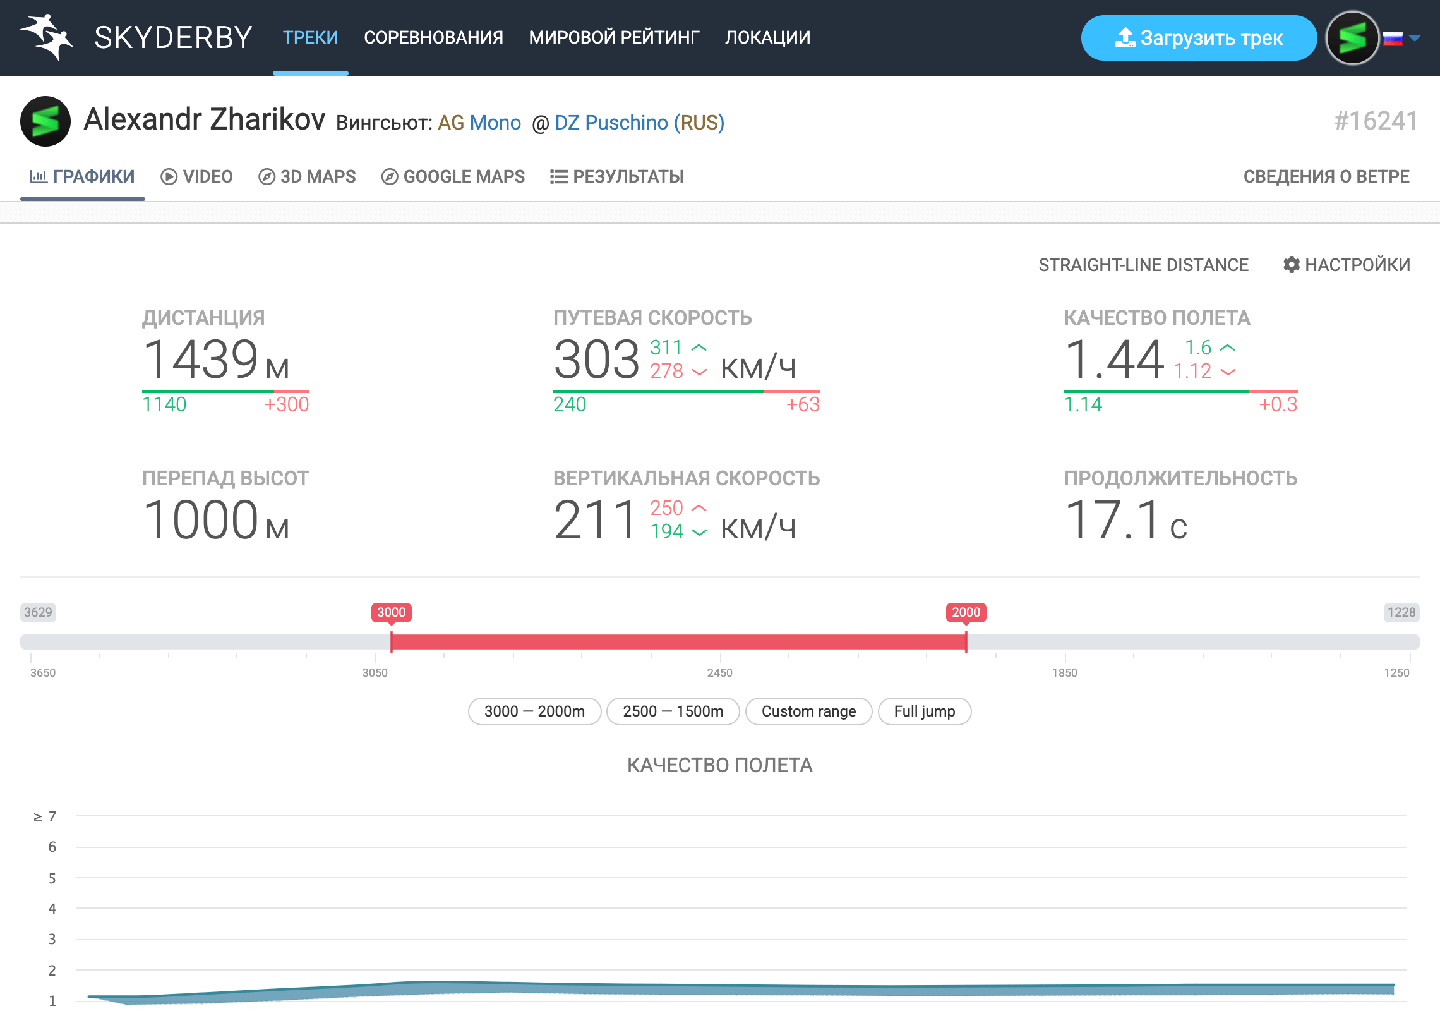 SKYDERBY ТРЕКИ СОРЕВНОВАНИЯ МИРОВОЙ РЕЙТИНГ ЛОКАЦИИ Загрузить трек
Alexandr Zharikov Вингсьют: AG Mono @ DZ Puschino (RUS) #16241
ГРАФИКИ VIDEO 3D MAPS GOOGLE MAPS РЕЗУЛЬТАТЫ СВЕДЕНИЯ О ВЕТРЕ
STRAIGHT-LINE DISTANCE НАСТРОЙКИ
ДИСТАНЦИЯ
1439 м
1140 +300
ПУТЕВАЯ СКОРОСТЬ
303 311 278 км/ч
240 +63
КАЧЕСТВО ПОЛЕТА
1.44 1.6 1.12
1.14 +0.3
ПЕРЕПАД ВЫСОТ
1000 м
ВЕРТИКАЛЬНАЯ СКОРОСТЬ
211 250 194 км/ч
ПРОДОЛЖИТЕЛЬНОСТЬ
17.1 с
3629 3000 2000 1228
3650 3050 2450 1850 1250
3000 — 2000m 2500 — 1500m Custom range Full jump
КАЧЕСТВО ПОЛЕТА
≥ 7
6
5
4
3
2
1